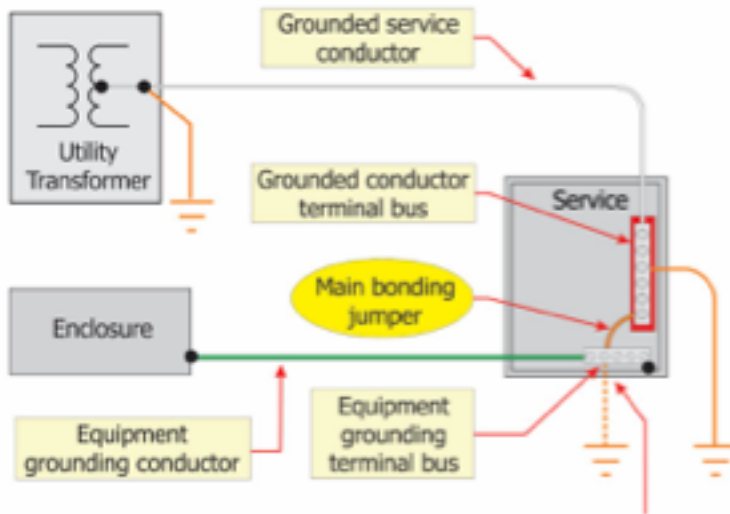 Grounded service
conductor
Utility
Transformer
Grounded conductor
terminal bus
Service
Main bonding
jumper
Enclosure
Equipment
grounding conductor
Equipment
grounding
terminal bus